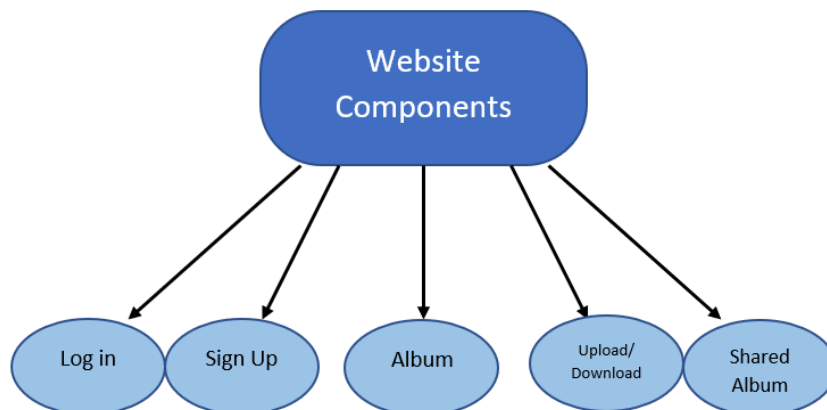 Website
Components
Log in
Sign Up
Album
Upload/
Download
Shared
Album